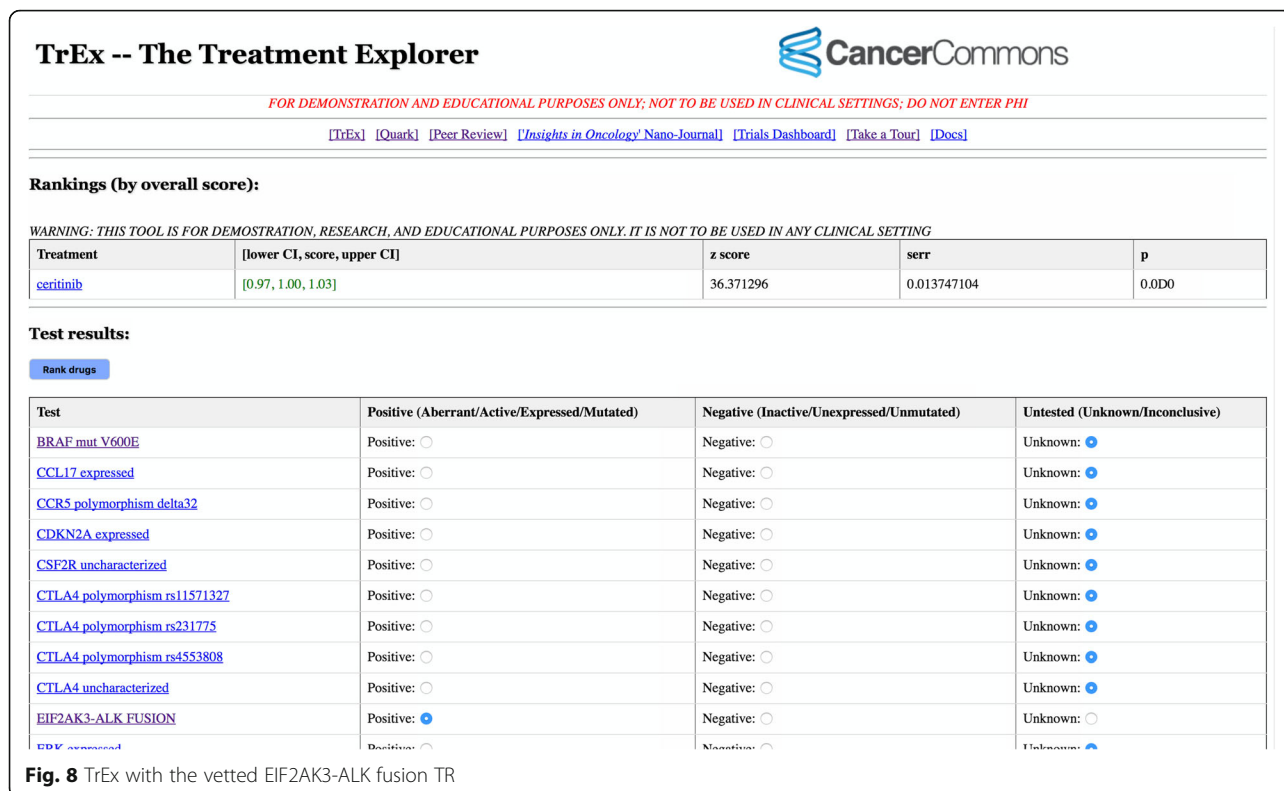 TrEx -- The Treatment Explorer
CancerCommons
FOR DEMONSTRATION AND EDUCATIONAL PURPOSES ONLY; NOT TO BE USED IN CLINICAL SETTINGS; DO NOT ENTER PHI
[TrEx] [Quark] [Peer Review] ['Insights in Oncology' Nano-Journal] [Trials Dashboard] [Take a Tour] [Docs]
Rankings (by overall score):
WARNING: THIS TOOL IS FOR DEMOSTRATION, RESEARCH, AND EDUCATIONAL PURPOSES ONLY. IT IS NOT TO BE USED IN ANY CLINICAL SETTING
Treatment [lower CI, score, upper CI] z score serr p
ceritinib [0.97, 1.00, 1.03] 36.371296 0.013747104 0.0D0
Test results:
Rank drugs
Test Positive (Aberrant/Active/Expressed/Mutated) Negative (Inactive/Unexpressed/Unmutated) Untested (Unknown/Inconclusive)
BRAF mut V600E Positive: Negative: Unknown:
CCL17 expressed Positive: Negative: Unknown:
CCR5 polymorphism delta32 Positive: Negative: Unknown:
CDKN2A expressed Positive: Negative: Unknown:
CSF2R uncharacterized Positive: Negative: Unknown:
CTLA4 polymorphism rs11571327 Positive: Negative: Unknown:
CTLA4 polymorphism rs231775 Positive: Negative: Unknown:
CTLA4 polymorphism rs4553808 Positive: Negative: Unknown:
CTLA4 uncharacterized Positive: Negative: Unknown:
EIF2AK3-ALK FUSION Positive: Negative: Unknown:
ERK expressed Positive: Negative: Unknown:
Fig. 8 TrEx with the vetted EIF2AK3-ALK fusion TR